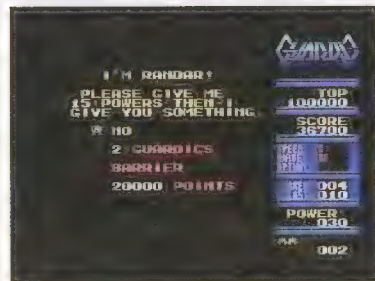 I'M RANDAR!
PLEASE GIVE ME
15 POWERS THEN I
GIVE YOU SOMETHING
NO
2 GUARDICS
BARRIER
20000 POINTS
GUARDIC
TOP
100000
SCORE
36700
004
010
POWER
030
002